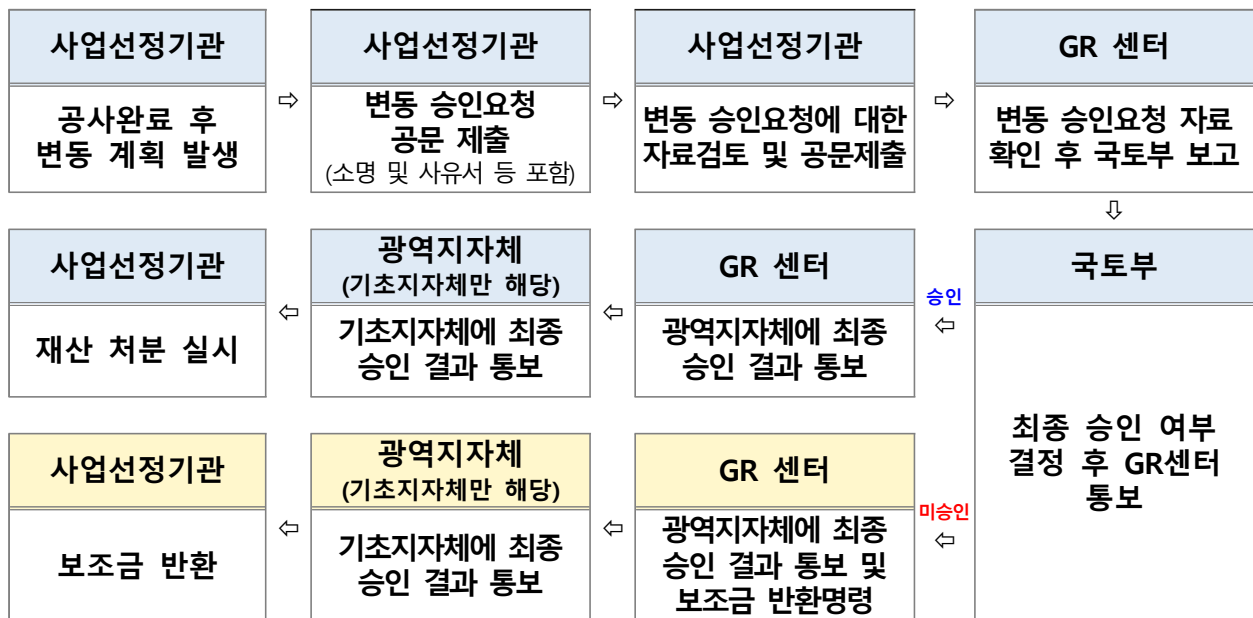 사업선정기관
공사완료 후
변동 계획 발생
⇨
사업선정기관
변동 승인요청
공문 제출
(소명 및 사유서 등 포함)
⇨
사업선정기관
변동 승인요청에 대한
자료검토 및 공문제출
⇨
GR 센터
변동 승인요청 자료
확인 후 국토부 보고
⇩
국토부
최종 승인 여부
결정 후 GR센터
통보
승인
⇦
GR 센터
광역지자체에 최종
승인 결과 통보
⇦
광역지자체
(기초지자체만 해당)
기초지자체에 최종
승인 결과 통보
⇦
사업선정기관
재산 처분 실시
미승인
⇦
GR 센터
광역지자체에 최종
승인 결과 통보 및
보조금 반환명령
⇦
광역지자체
(기초지자체만 해당)
기초지자체에 최종
승인 결과 통보
⇦
사업선정기관
보조금 반환